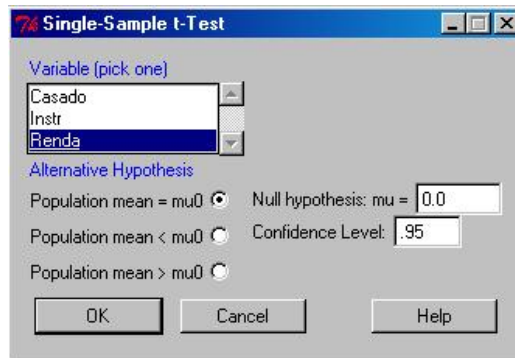 Single-Sample t-Test
Variable (pick one)
Casado
Instr
Renda
Alternative Hypothesis
Population mean = mu0
Null hypothesis: mu = 0.0
Population mean < mu0
Confidence Level: .95
Population mean > mu0
OK
Cancel
Help